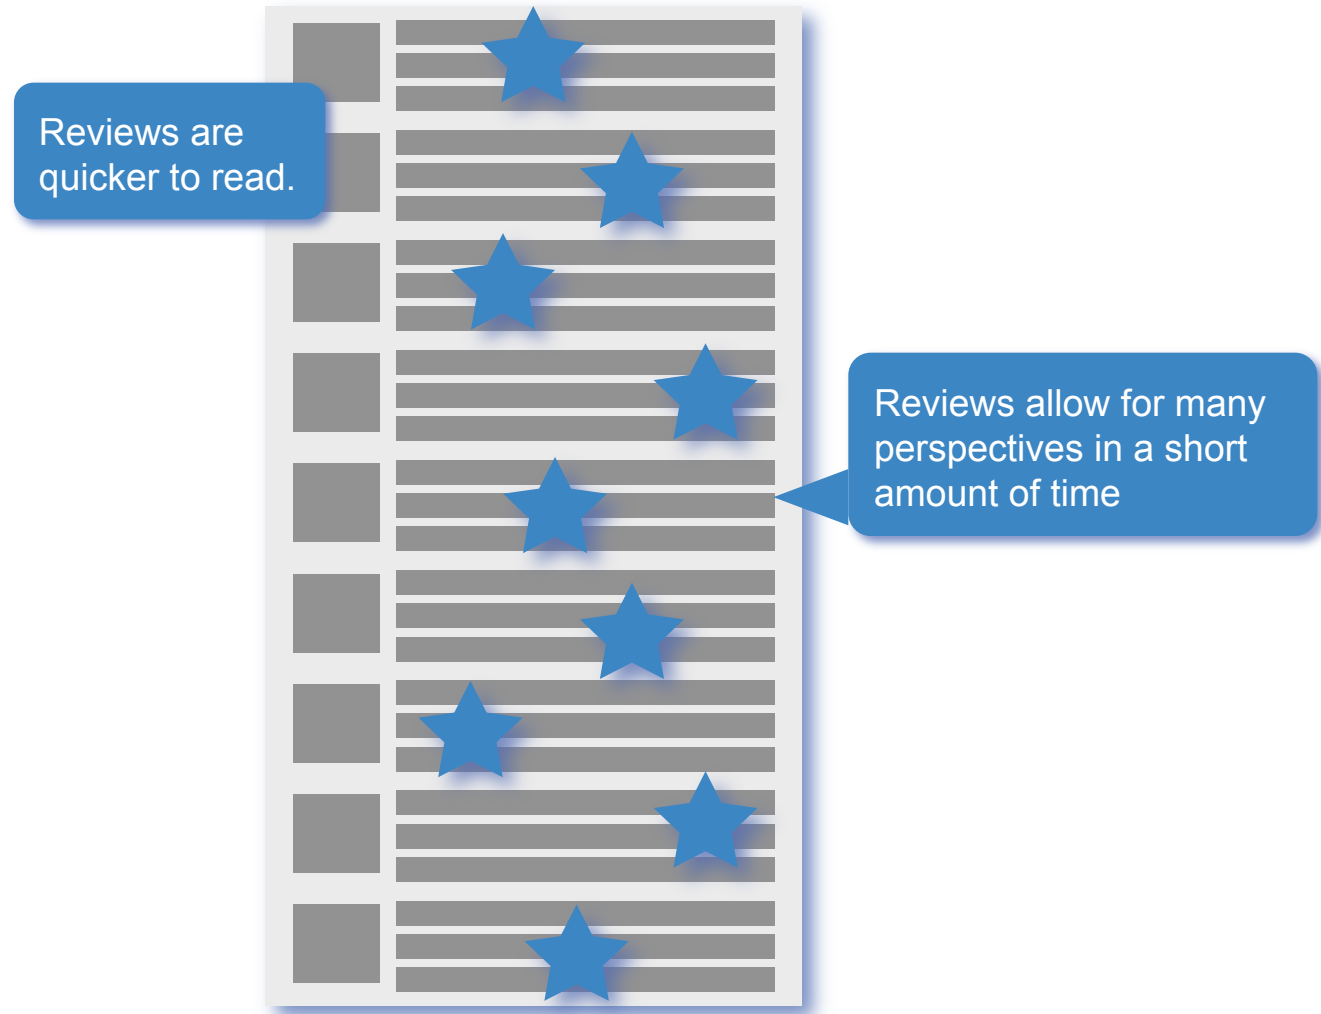 Reviews are
quicker to read.
Reviews allow for many
perspectives in a short
amount of time